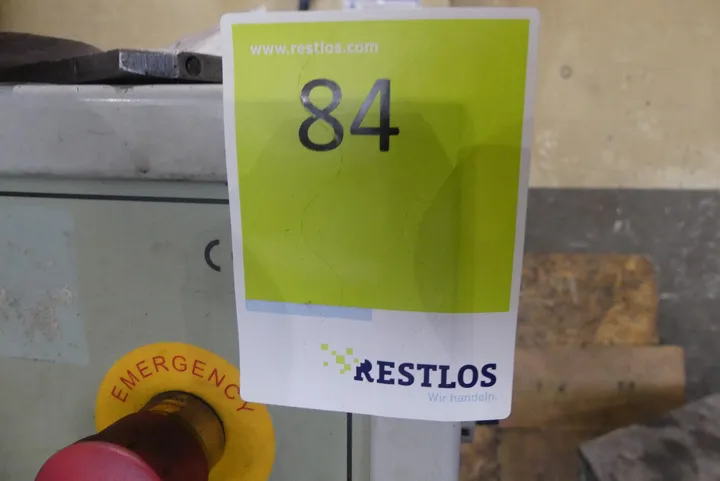 www.restlos.com
84
RESTLOS
Wir handeln.
EMERGENCY